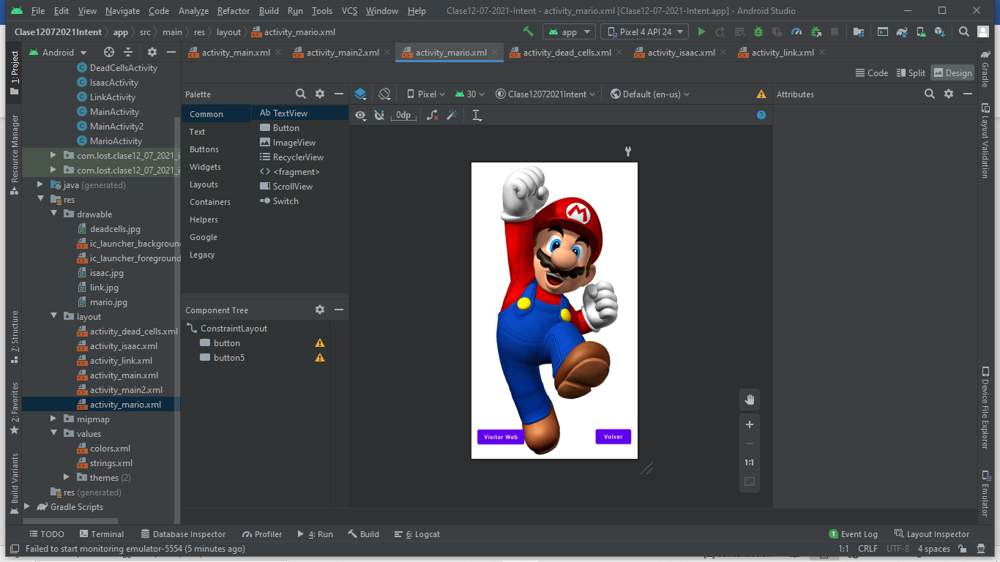 File Edit View Navigate Code Analyze Refactor Build Run Tools VCS Window Help Clase12-07-2021-Intent - activity_mario.xml [Clase12-07-2021-Intent.app] - Android Studio
Clase12072021Intent app src main res layout activity_mario.xml app Pixel 4 API 24
1: Project
Resource Manager
7: Structure
2: Favorites
Build Variants
Android
DeadCellsActivity
IsaacActivity
LinkActivity
MainActivity
MainActivity2
MarioActivity
com.lost.clase12_07_2021_i
com.lost.clase12_07_2021_i
java (generated)
res
drawable
deadcells.jpg
ic_launcher_background
ic_launcher_foreground
isaac.jpg
link.jpg
mario.jpg
layout
activity_dead_cells.xml
activity_isaac.xml
activity_link.xml
activity_main.xml
activity_main2.xml
activity_mario.xml
mipmap
values
colors.xml
strings.xml
themes (2)
res (generated)
Gradle Scripts
activity_main.xml activity_main2.xml activity_mario.xml activity_dead_cells.xml activity_isaac.xml activity_link.xml
Code Split Design
Palette
Common
Text
Buttons
Widgets
Layouts
Containers
Helpers
Google
Legacy
Ab TextView
Button
ImageView
RecyclerView
<fragment>
ScrollView
Switch
Component Tree
ConstraintLayout
button
button5
Pixel 30 Clase12072021Intent Default (en-us)
0dp
M
Visitar Web Volver
1:1
Attributes
Gradle
Layout Validation
Device File Explorer
Emulator
TODO Terminal Database Inspector Profiler 4: Run Build 6: Logcat 1 Event Log Layout Inspector
Failed to start monitoring emulator-5554 (5 minutes ago) 1:1 CRLF UTF-8 4 spaces